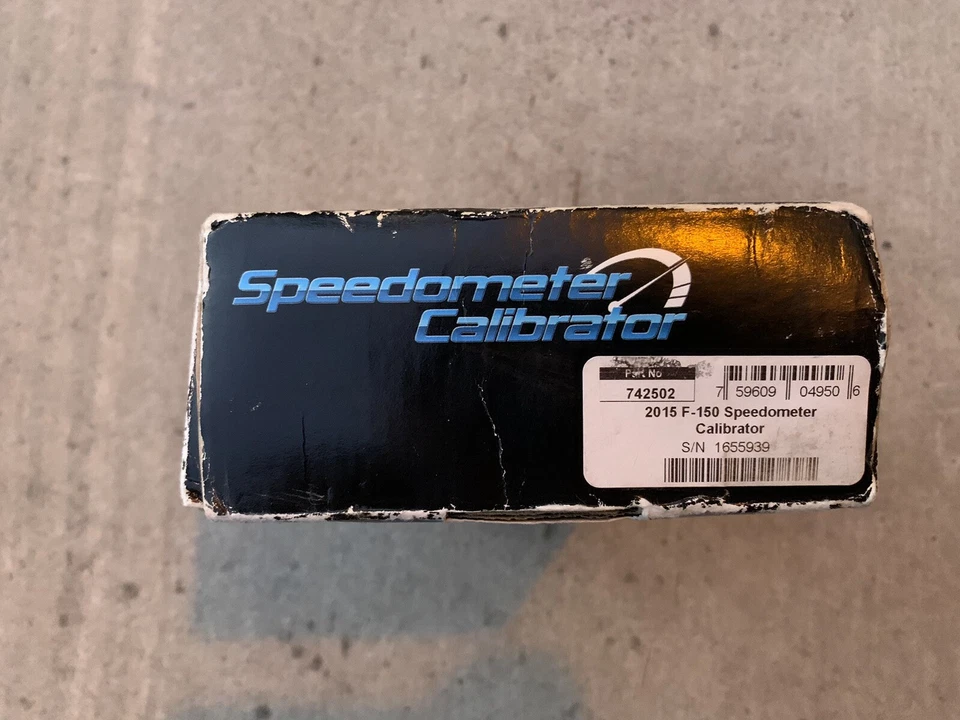 Speedometer
Calibrator
Part No
742502
7 59609 04950 6
2015 F-150 Speedometer
Calibrator
S/N 1655939